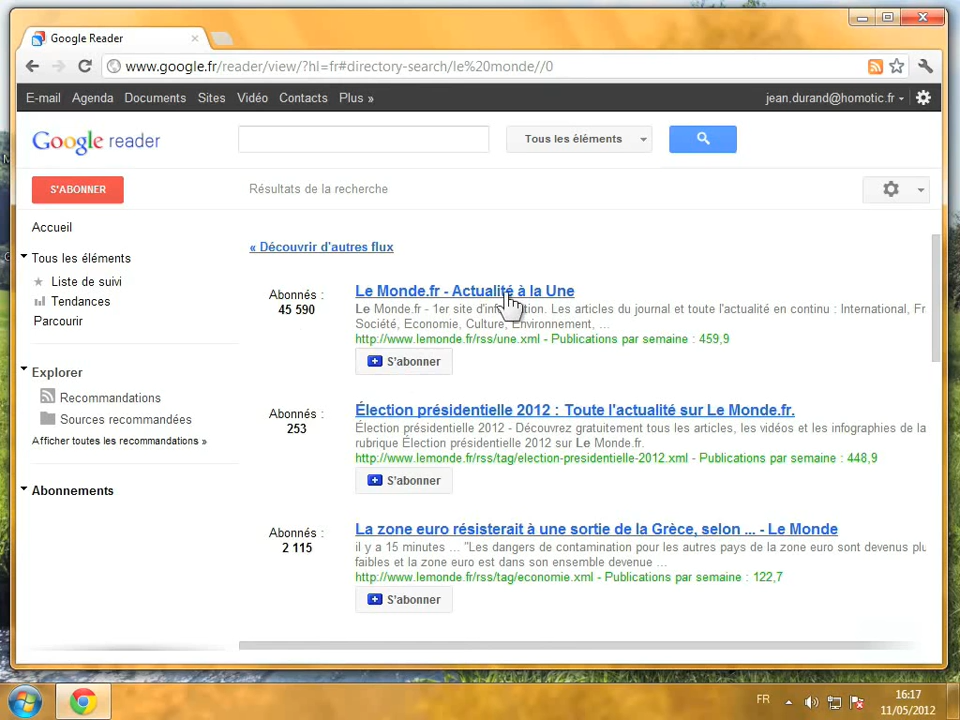 Google Reader
www.google.fr/reader/view/?hl=fr#directory-search/le%20monde//0
E-mail Agenda Documents Sites Vidéo Contacts Plus » jean.durand@homotic.fr
Google reader
Tous les éléments
S'ABONNER
Résultats de la recherche
Accueil
Tous les éléments
Liste de suivi
Tendances
Parcourir
Explorer
Recommandations
Sources recommandées
Afficher toutes les recommandations »
Abonnements
« Découvrir d'autres flux
Abonnés :
45 590
Le Monde.fr - Actualité à la Une
Le Monde.fr - 1er site d'information. Les articles du journal et toute l'actualité en continu : International, Fr
Société, Economie, Culture, Environnement, ...
http://www.lemonde.fr/rss/une.xml - Publications par semaine : 459,9
S'abonner
Abonnés :
253
Élection présidentielle 2012 : Toute l'actualité sur Le Monde.fr.
Élection présidentielle 2012 - Découvrez gratuitement tous les articles, les vidéos et les infographies de la
rubrique Élection présidentielle 2012 sur Le Monde.fr.
http://www.lemonde.fr/rss/tag/election-presidentielle-2012.xml - Publications par semaine : 448,9
S'abonner
Abonnés :
2 115
La zone euro résisterait à une sortie de la Grèce, selon ... - Le Monde
il y a 15 minutes ... "Les dangers de contamination pour les autres pays de la zone euro sont devenus plu
faibles et la zone euro est dans son ensemble devenue ...
http://www.lemonde.fr/rss/tag/economie.xml - Publications par semaine : 122,7
S'abonner
FR
16:17
11/05/2012